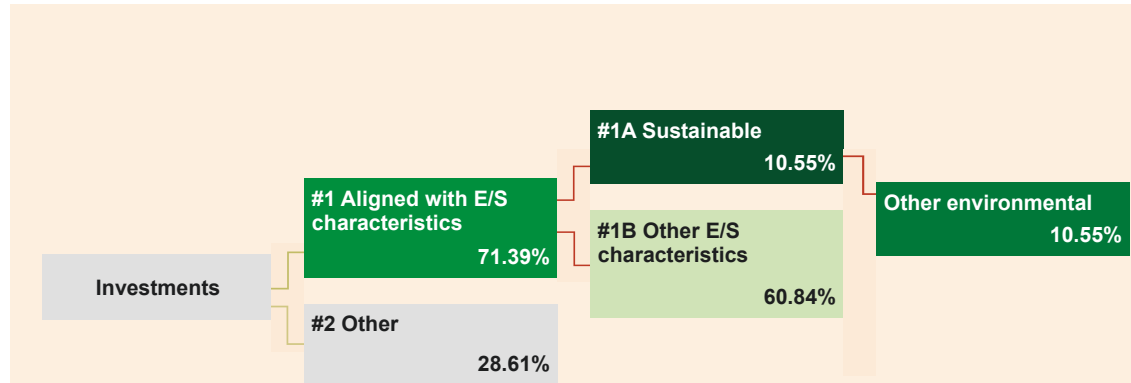 Investments
#1 Aligned with E/S
characteristics
71.39%
#2 Other
28.61%
#1A Sustainable
10.55%
#1B Other E/S
characteristics
60.84%
Other environmental
10.55%